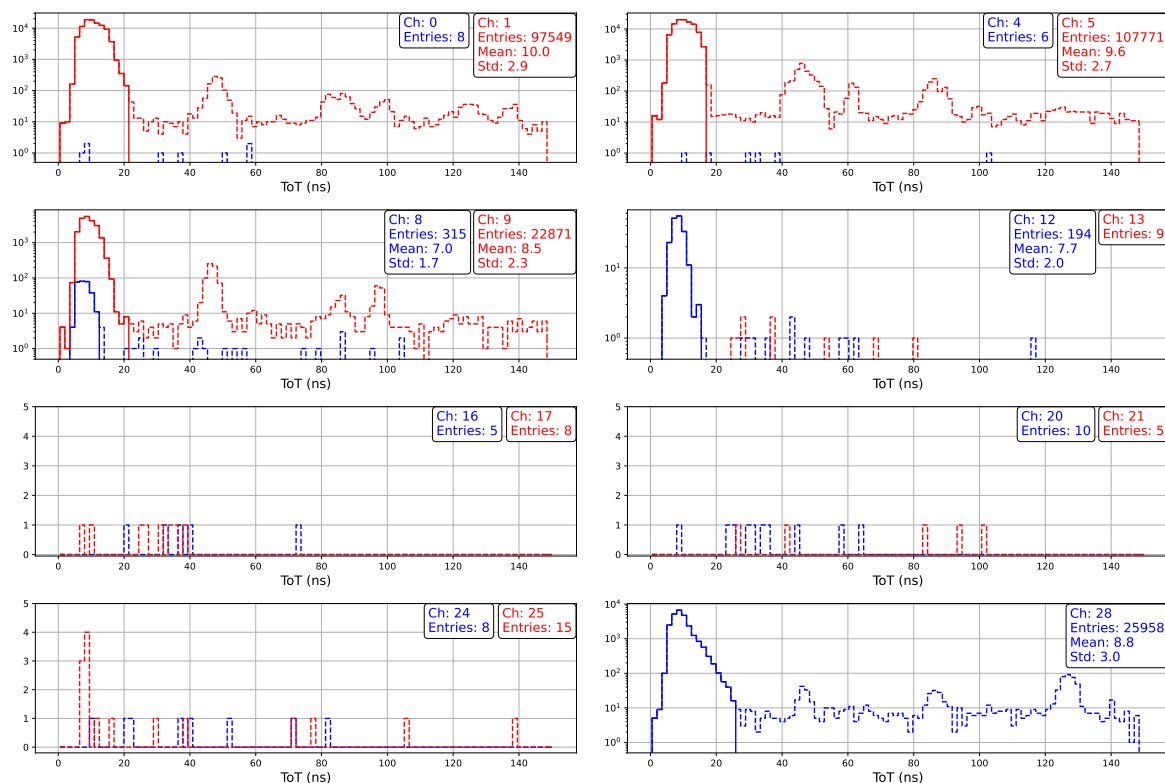 Ch: 0
Entries: 8
Ch: 1
Entries: 97549
Mean: 10.0
Std: 2.9
10⁴
10³
10²
10¹
10⁰
0 20 40 60 80 100 120 140
ToT (ns)
Ch: 4
Entries: 6
Ch: 5
Entries: 107771
Mean: 9.6
Std: 2.7
10⁴
10³
10²
10¹
10⁰
0 20 40 60 80 100 120 140
ToT (ns)
Ch: 8
Entries: 315
Mean: 7.0
Std: 1.7
Ch: 9
Entries: 22871
Mean: 8.5
Std: 2.3
10³
10²
10¹
10⁰
0 20 40 60 80 100 120 140
ToT (ns)
Ch: 12
Entries: 194
Mean: 7.7
Std: 2.0
Ch: 13
Entries: 9
10¹
10⁰
0 20 40 60 80 100 120 140
ToT (ns)
Ch: 16
Entries: 5
Ch: 17
Entries: 8
5
4
3
2
1
0
0 20 40 60 80 100 120 140
ToT (ns)
Ch: 20
Entries: 10
Ch: 21
Entries: 5
5
4
3
2
1
0
0 20 40 60 80 100 120 140
ToT (ns)
Ch: 24
Entries: 8
Ch: 25
Entries: 15
5
4
3
2
1
0
0 20 40 60 80 100 120 140
ToT (ns)
Ch: 28
Entries: 25958
Mean: 8.8
Std: 3.0
10⁴
10³
10²
10¹
10⁰
0 20 40 60 80 100 120 140
ToT (ns)